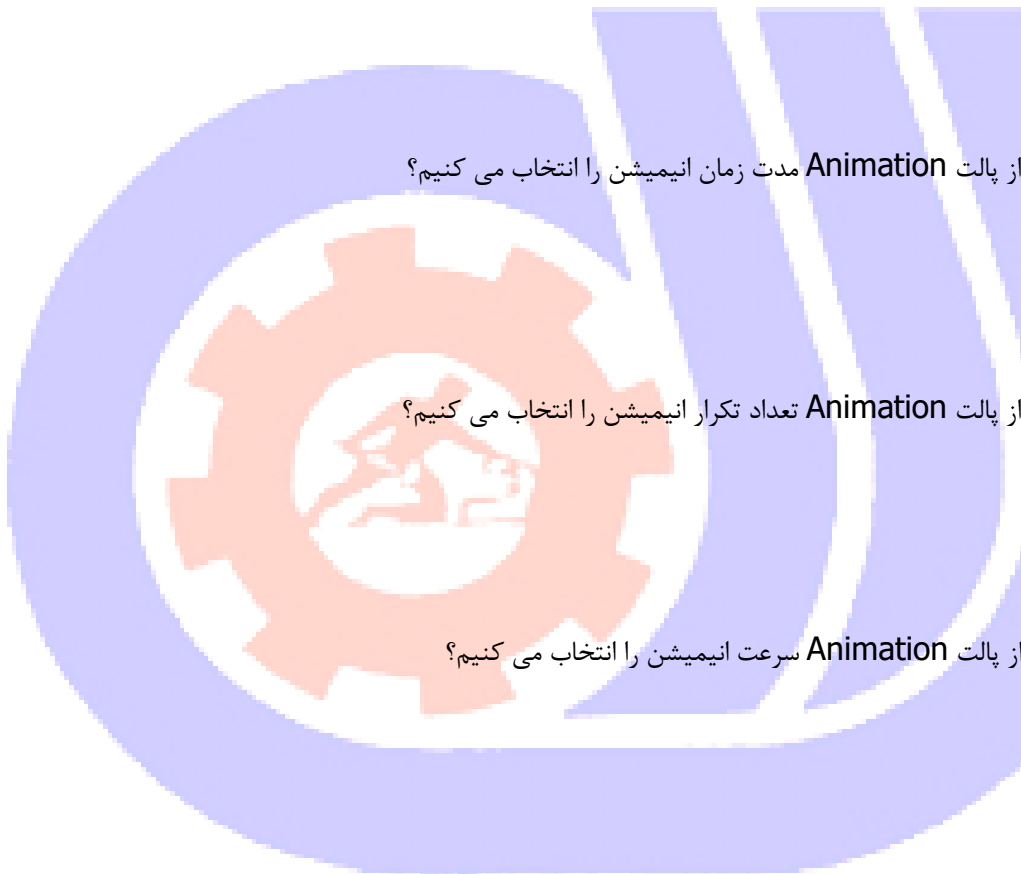 از پالت Animation مدت زمان انیمیشن را انتخاب می کنیم؟
از پالت Animation تعداد تکرار انیمیشن را انتخاب می کنیم؟
از پالت Animation سرعت انیمیشن را انتخاب می کنیم؟